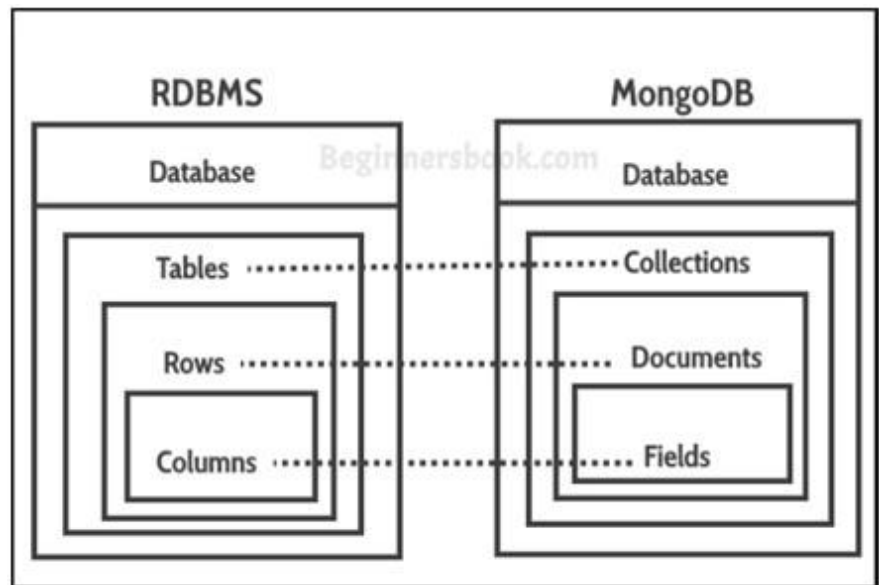 RDBMS
MongoDB
Beginnersbook.com
Database
Database
Tables
Collections
Rows
Documents
Columns
Fields